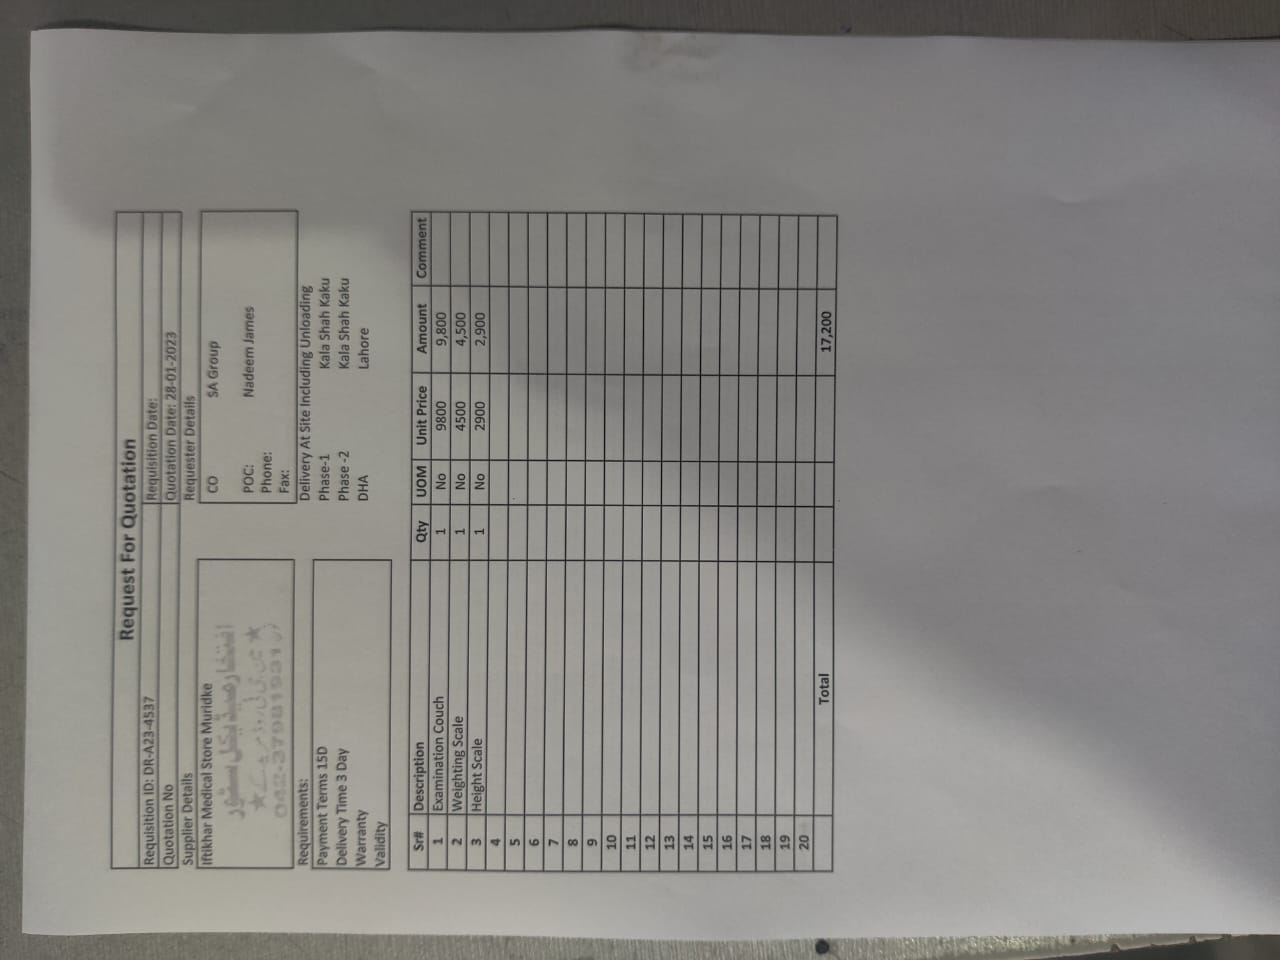 Request For Quotation
Requisition ID: DR-A23-4537 Requisition Date:
Quotation No Quotation Date: 28-01-2023
Supplier Details Requester Details
Iftikhar Medical Store Muridke
افتخار میڈیکل سٹور
مین جی ٹی روڈ مریدکے
فون 042-37981931
CO SA Group
POC: Nadeem James
Phone:
Fax:
Requirements: Delivery At Site Including Unloading
Payment Terms 15D Phase-1 Kala Shah Kaku
Delivery Time 3 Day Phase -2 Kala Shah Kaku
Warranty DHA Lahore
Validity
Sr# Description Qty UOM Unit Price Amount Comment
1 Examination Couch 1 No 9800 9,800
2 Weighting Scale 1 No 4500 4,500
3 Height Scale 1 No 2900 2,900
4
5
6
7
8
9
10
11
12
13
14
15
16
17
18
19
20
Total 17,200